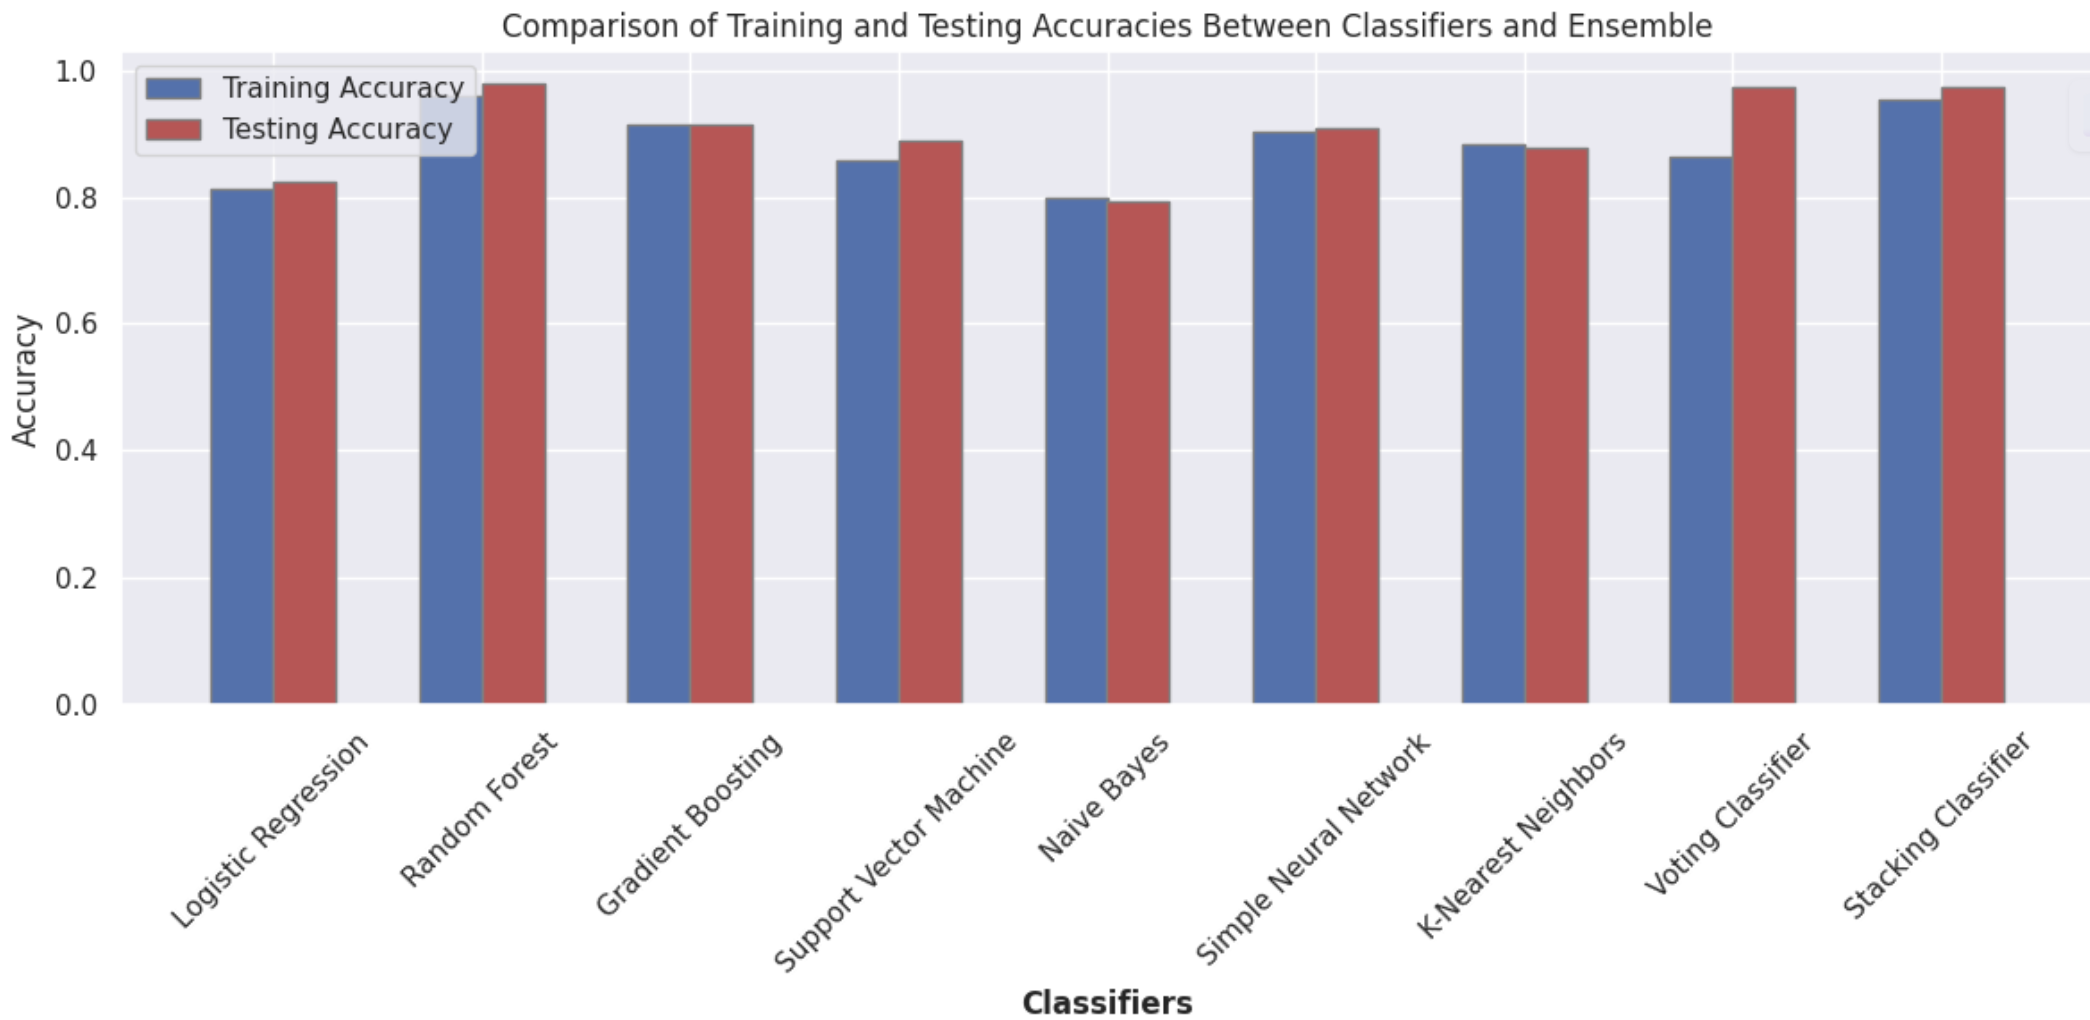 Comparison of Training and Testing Accuracies Between Classifiers and Ensemble
Training Accuracy
Testing Accuracy
Accuracy
1.0
0.8
0.6
0.4
0.2
0.0
Logistic Regression
Random Forest
Gradient Boosting
Support Vector Machine
Naive Bayes
Simple Neural Network
K-Nearest Neighbors
Voting Classifier
Stacking Classifier
Classifiers